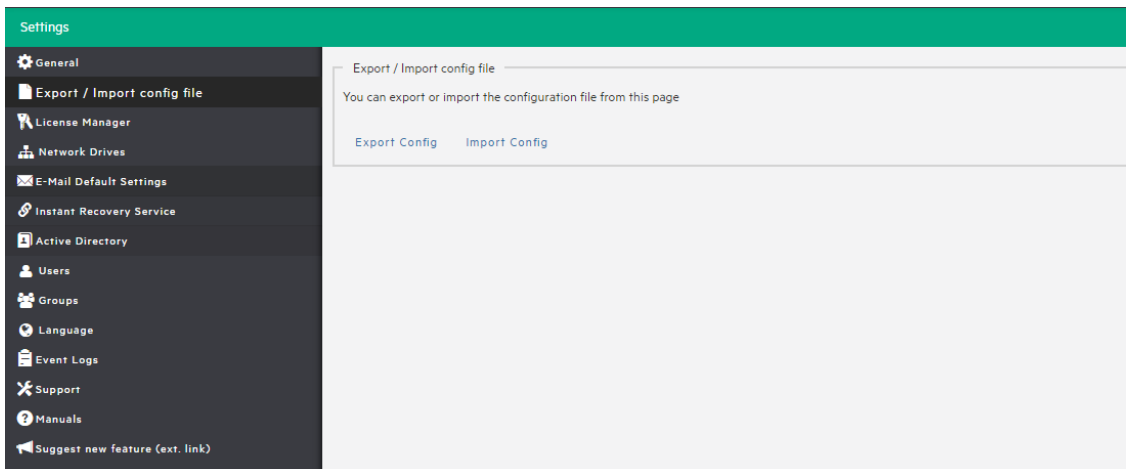 Settings
General
Export / Import config file
License Manager
Network Drives
E-Mail Default Settings
Instant Recovery Service
Active Directory
Users
Groups
Language
Event Logs
Support
Manuals
Suggest new feature (ext. link)
Export / Import config file
You can export or import the configuration file from this page
Export Config Import Config